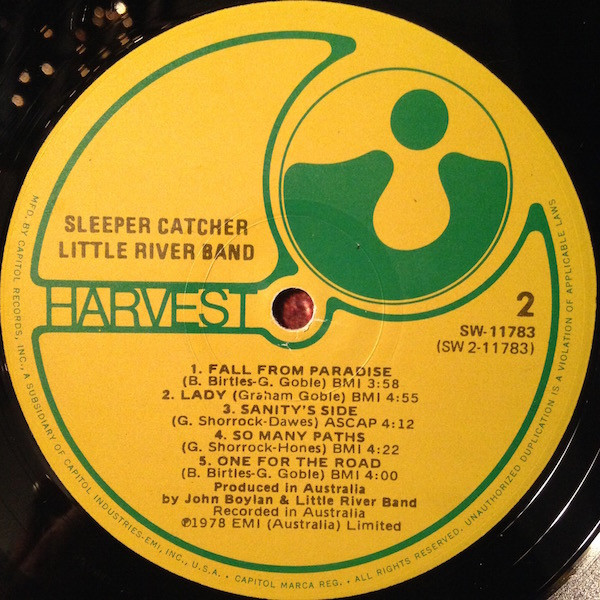 SLEEPER CATCHER
LITTLE RIVER BAND
HARVEST
2
SW-11783
(SW 2-11783)
1. FALL FROM PARADISE
(B. Birtles-G. Goble) BMI 3:58
2. LADY (Graham Goble) BMI 4:55
3. SANITY'S SIDE
(G. Shorrock-Dawes) ASCAP 4:12
4. SO MANY PATHS
(G. Shorrock-Hones) BMI 4:22
5. ONE FOR THE ROAD
(B. Birtles-G. Goble) BMI 4:00
Produced in Australia
by John Boylan & Little River Band
Recorded in Australia
℗1978 EMI (Australia) Limited
MFG. BY CAPITOL RECORDS, INC., A SUBSIDIARY OF CAPITOL INDUSTRIES-EMI, INC., U.S.A. • CAPITOL MARCA REG. • ALL RIGHTS RESERVED. UNAUTHORIZED DUPLICATION IS A VIOLATION OF APPLICABLE LAWS